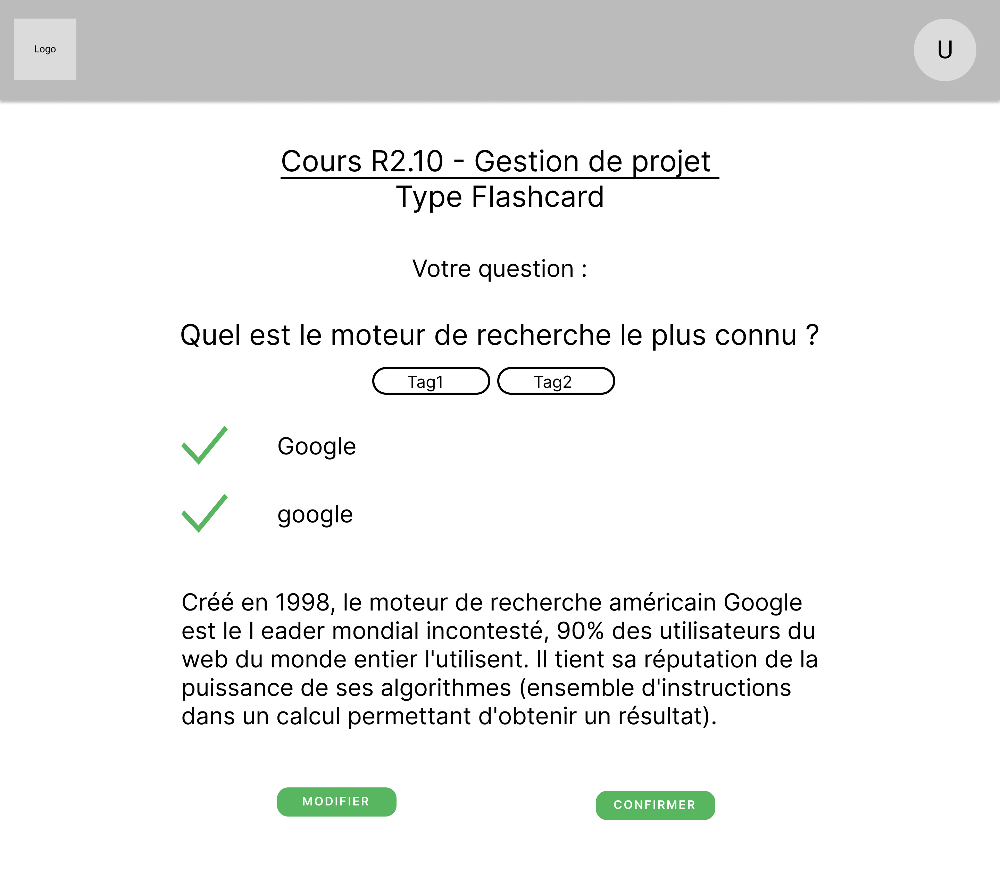 Logo
U
Cours R2.10 - Gestion de projet
Type Flashcard
Votre question :
Quel est le moteur de recherche le plus connu ?
Tag1
Tag2
Google
google
Créé en 1998, le moteur de recherche américain Google
est le l eader mondial incontesté, 90% des utilisateurs du
web du monde entier l'utilisent. Il tient sa réputation de la
puissance de ses algorithmes (ensemble d'instructions
dans un calcul permettant d'obtenir un résultat).
MODIFIER
CONFIRMER